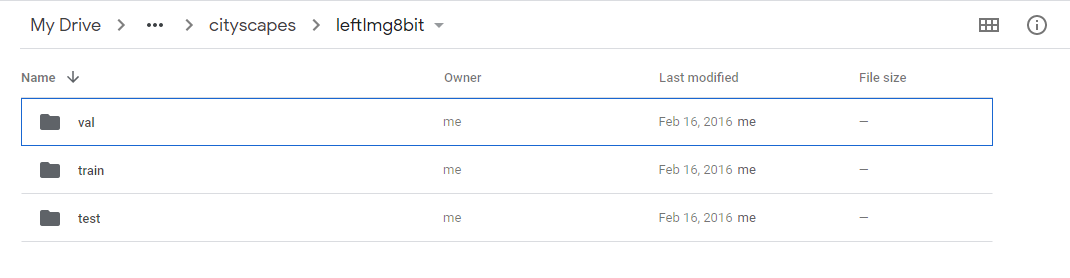 My Drive > ••• > cityscapes > leftImg8bit
Name Owner Last modified File size
val me Feb 16, 2016 me —
train me Feb 16, 2016 me —
test me Feb 16, 2016 me —